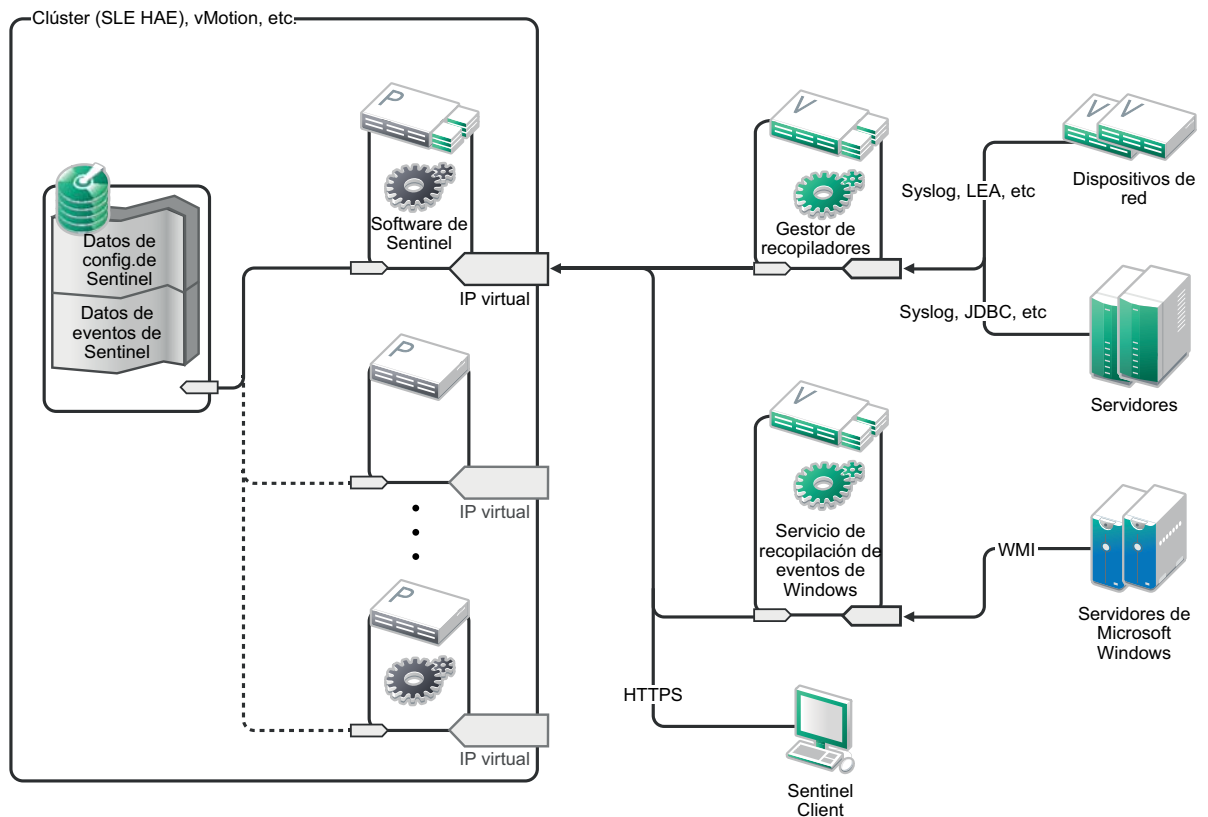 Clúster (SLE HAE), vMotion, etc.
P
Software de
Sentinel
IP virtual
Datos de
config.de
Sentinel
Datos de
eventos de
Sentinel
P
IP virtual
P
IP virtual
V
Gestor de
recopiladores
Syslog, LEA, etc
V V
Dispositivos de
red
Syslog, JDBC, etc
Servidores
V
Servicio de
recopilación de
eventos de
Windows
WMI
Servidores de
Microsoft
Windows
HTTPS
Sentinel
Client